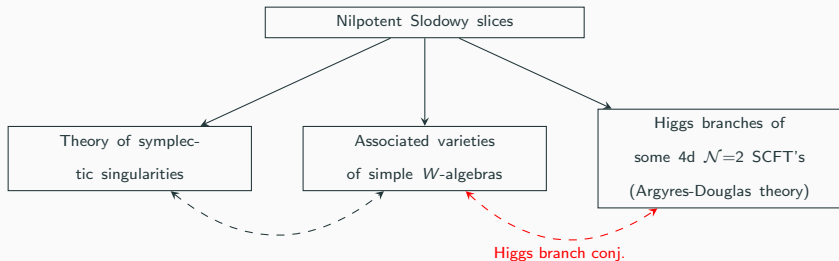 Nilpotent Slodowy slices
Theory of symplec-
tic singularities
Associated varieties
of simple W-algebras
Higgs branches of
some 4d 𝒩=2 SCFT's
(Argyres-Douglas theory)
Higgs branch conj.